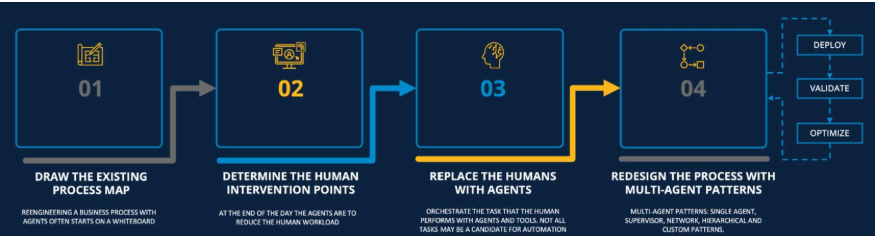 01
02
03
04
DEPLOY
VALIDATE
OPTIMIZE
DRAW THE EXISTING
PROCESS MAP
REENGINEERING A BUSINESS PROCESS WITH
AGENTS OFTEN STARTS ON A WHITEBOARD
DETERMINE THE HUMAN
INTERVENTION POINTS
AT THE END OF THE DAY THE AGENTS ARE TO
REDUCE THE HUMAN WORKLOAD
REPLACE THE HUMANS
WITH AGENTS
ORCHESTRATE THE TASK THAT THE HUMAN
PERFORMS WITH AGENTS AND TOOLS. NOT ALL
TASKS MAY BE A CANDIDATE FOR AUTOMATION
REDESIGN THE PROCESS WITH
MULTI-AGENT PATTERNS
MULTI-AGENT PATTERNS: SINGLE AGENT,
SUPERVISOR, NETWORK, HIERARCHICAL AND
CUSTOM PATTERNS.